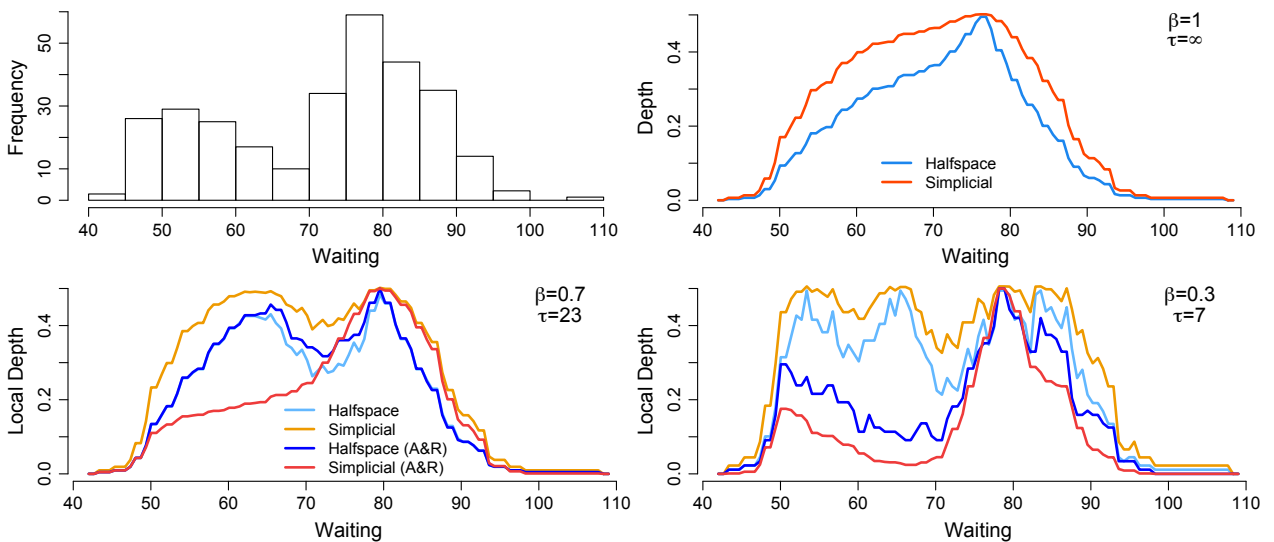 Frequency
0 10 30 50
40 50 60 70 80 90 100 110
Waiting
Depth
0.0 0.2 0.4
β=1
τ=∞
Halfspace
Simplicial
40 50 60 70 80 90 100 110
Waiting
Local Depth
0.0 0.2 0.4
β=0.7
τ=23
Halfspace
Simplicial
Halfspace (A&R)
Simplicial (A&R)
40 50 60 70 80 90 100 110
Waiting
Local Depth
0.0 0.2 0.4
β=0.3
τ=7
40 50 60 70 80 90 100 110
Waiting